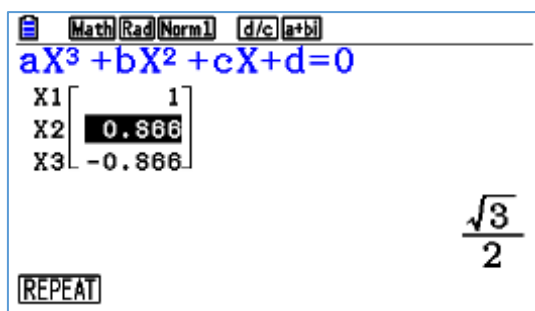 Math Rad Norm1 d/c a+bi
aX³+bX²+cX+d=0
X1[ 1]
X2 0.866
X3 -0.866
√3/2
REPEAT